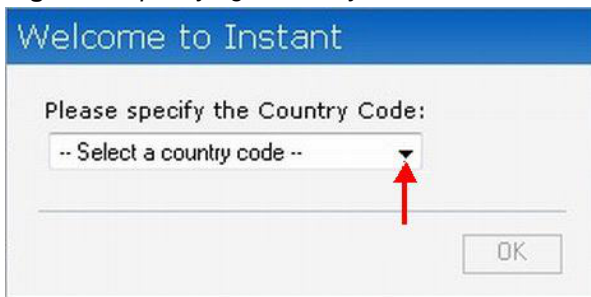 Welcome to Instant
Please specify the Country Code:
-- Select a country code --
OK